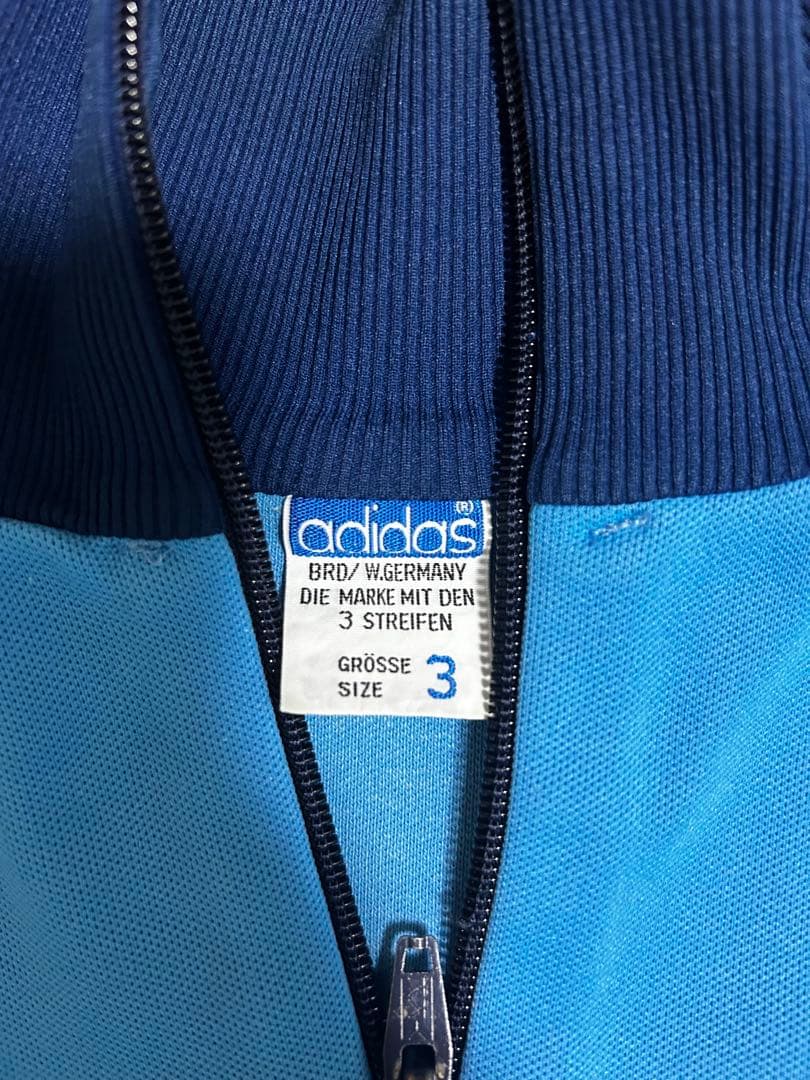 adidas (R)
BRD/ W.GERMANY
DIE MARKE MIT DEN
3 STREIFEN
GRÖSSE 3
SIZE